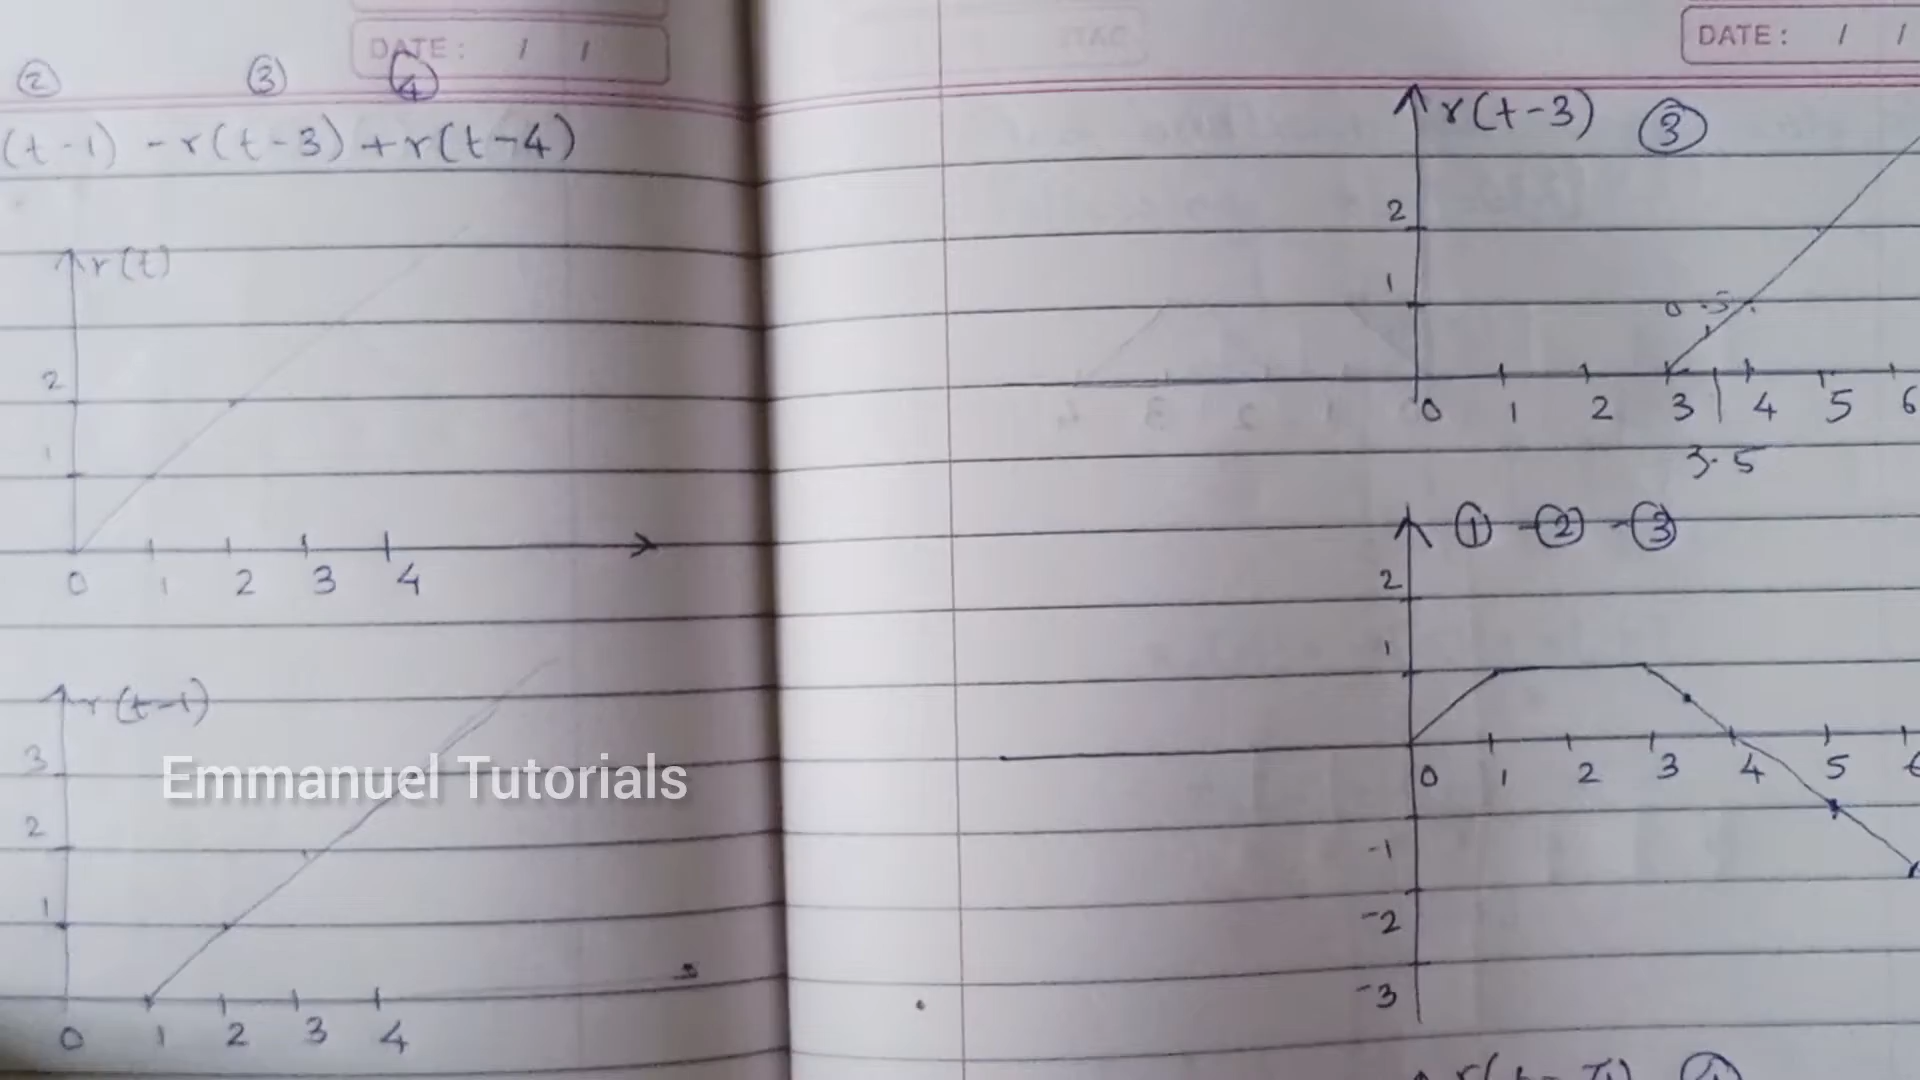 DATE: / /
② ③ ④
(t-1) - r(t-3) + r(t-4)
r(t)
2
1
0 1 2 3 4
r(t-1)
3
2
1
0 1 2 3 4
Emmanuel Tutorials
DATE: / /
r(t-3) ③
2
1
0.5
0 1 2 3 4 5 6
3.5
① -② -③
2
1
0 1 2 3 4 5
-1
-2
-3